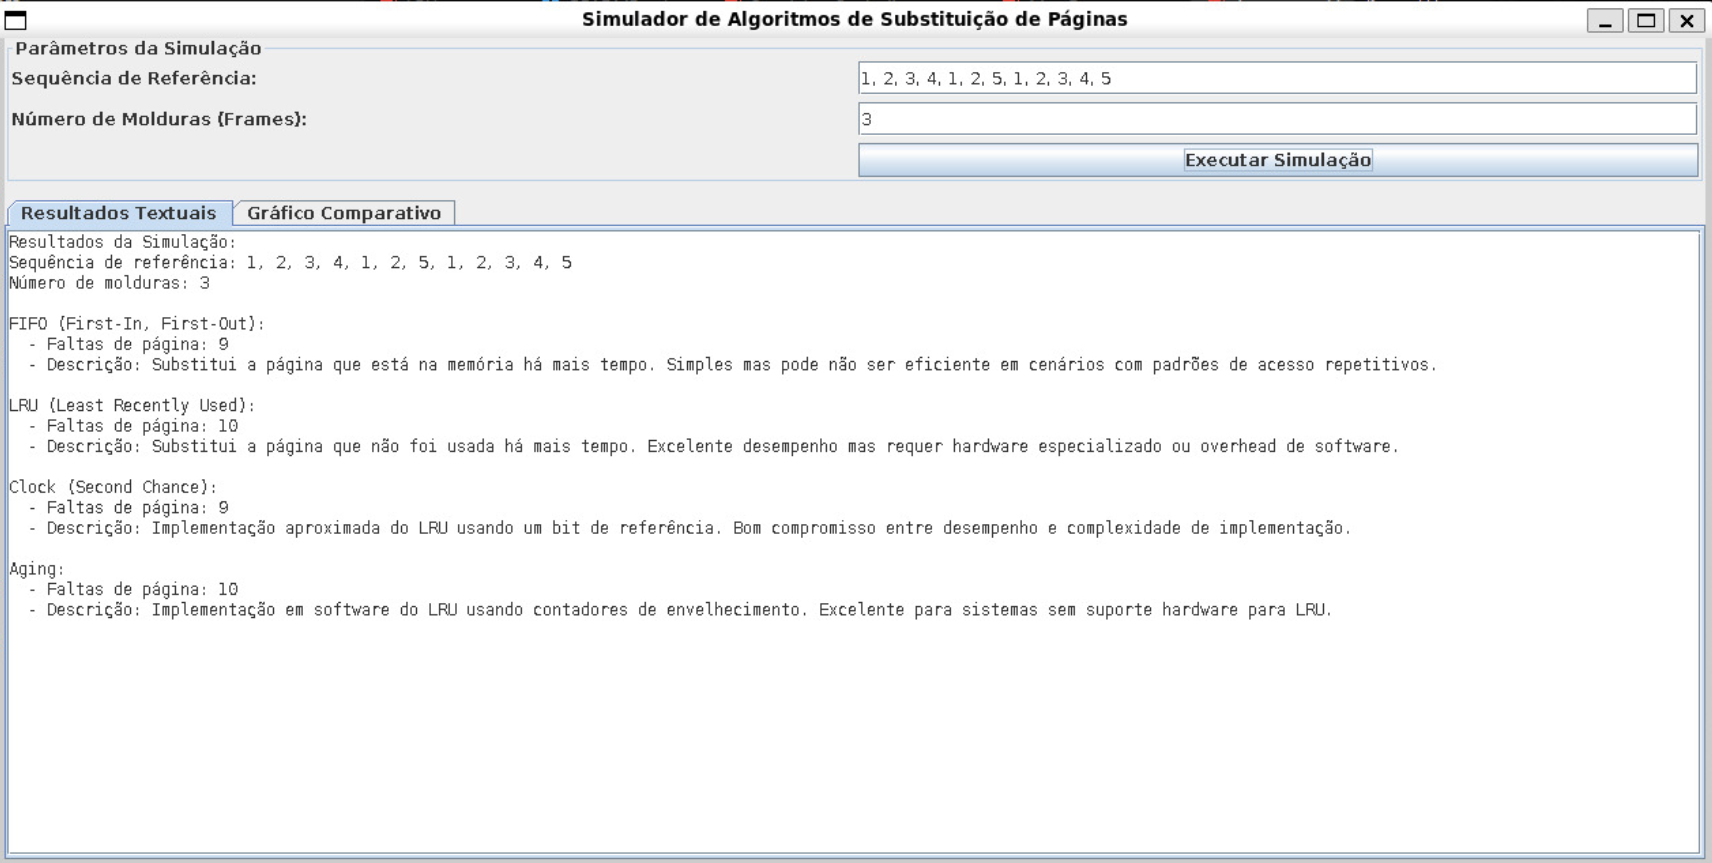 Simulador de Algoritmos de Substituição de Páginas
Parâmetros da Simulação
Sequência de Referência:
1, 2, 3, 4, 1, 2, 5, 1, 2, 3, 4, 5
Número de Molduras (Frames):
3
Executar Simulação
Resultados Textuais
Gráfico Comparativo
Resultados da Simulação:
Sequência de referência: 1, 2, 3, 4, 1, 2, 5, 1, 2, 3, 4, 5
Número de molduras: 3
FIFO (First-In, First-Out):
- Faltas de página: 9
- Descrição: Substitui a página que está na memória há mais tempo. Simples mas pode não ser eficiente em cenários com padrões de acesso repetitivos.
LRU (Least Recently Used):
- Faltas de página: 10
- Descrição: Substitui a página que não foi usada há mais tempo. Excelente desempenho mas requer hardware especializado ou overhead de software.
Clock (Second Chance):
- Faltas de página: 9
- Descrição: Implementação aproximada do LRU usando um bit de referência. Bom compromisso entre desempenho e complexidade de implementação.
Aging:
- Faltas de página: 10
- Descrição: Implementação em software do LRU usando contadores de envelhecimento. Excelente para sistemas sem suporte hardware para LRU.